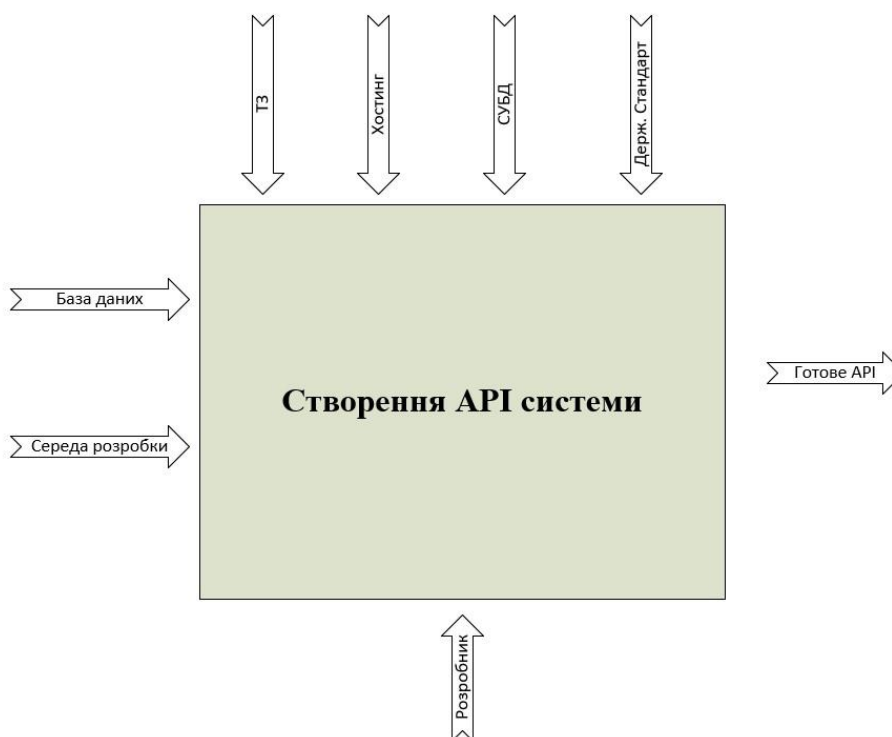 ТЗ
Хостинг
СУБД
Держ. Стандарт
База даних
Створення API системи
Готове API
Середа розробки
Розробник